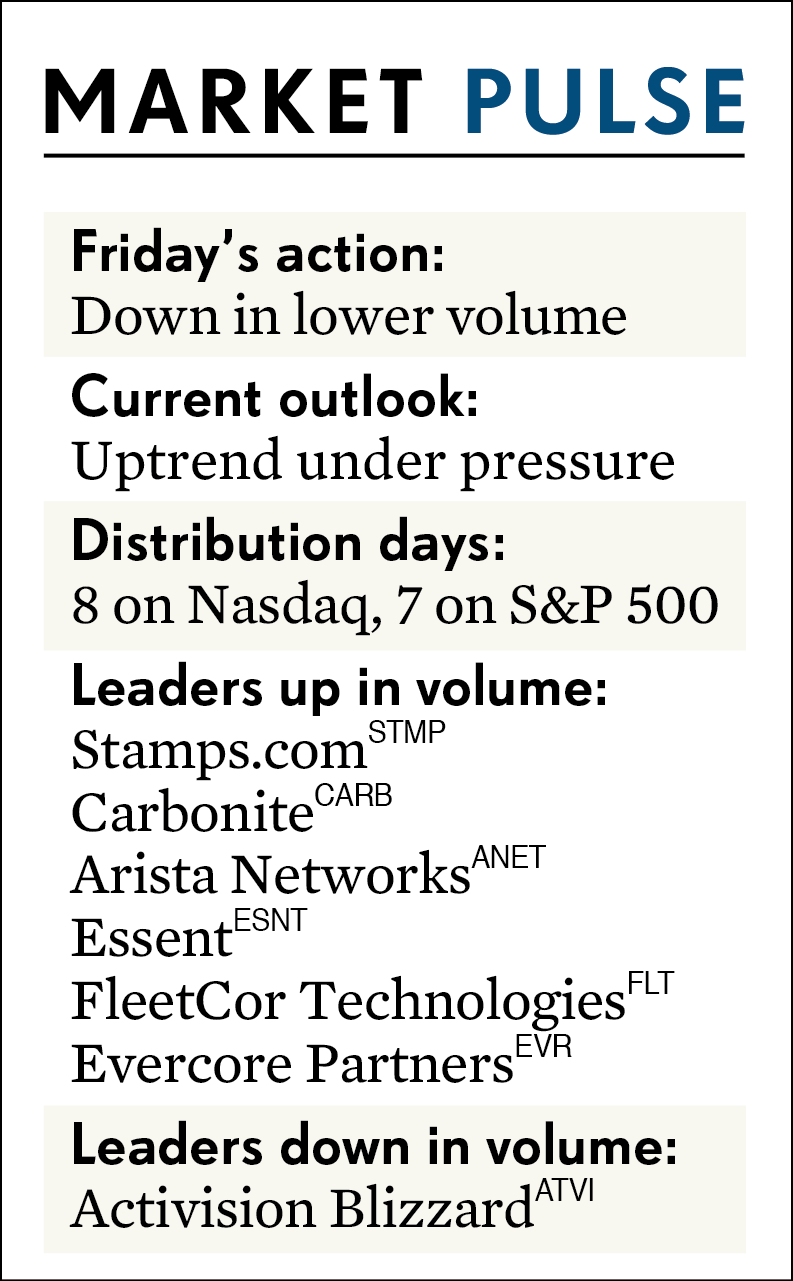 MARKET PULSE
Friday’s action:
Down in lower volume
Current outlook:
Uptrend under pressure
Distribution days:
8 on Nasdaq, 7 on S&P 500
Leaders up in volume:
Stamps.com STMP
Carbonite CARB
Arista Networks ANET
Essent ESNT
FleetCor Technologies FLT
Evercore Partners EVR
Leaders down in volume:
Activision Blizzard ATVI